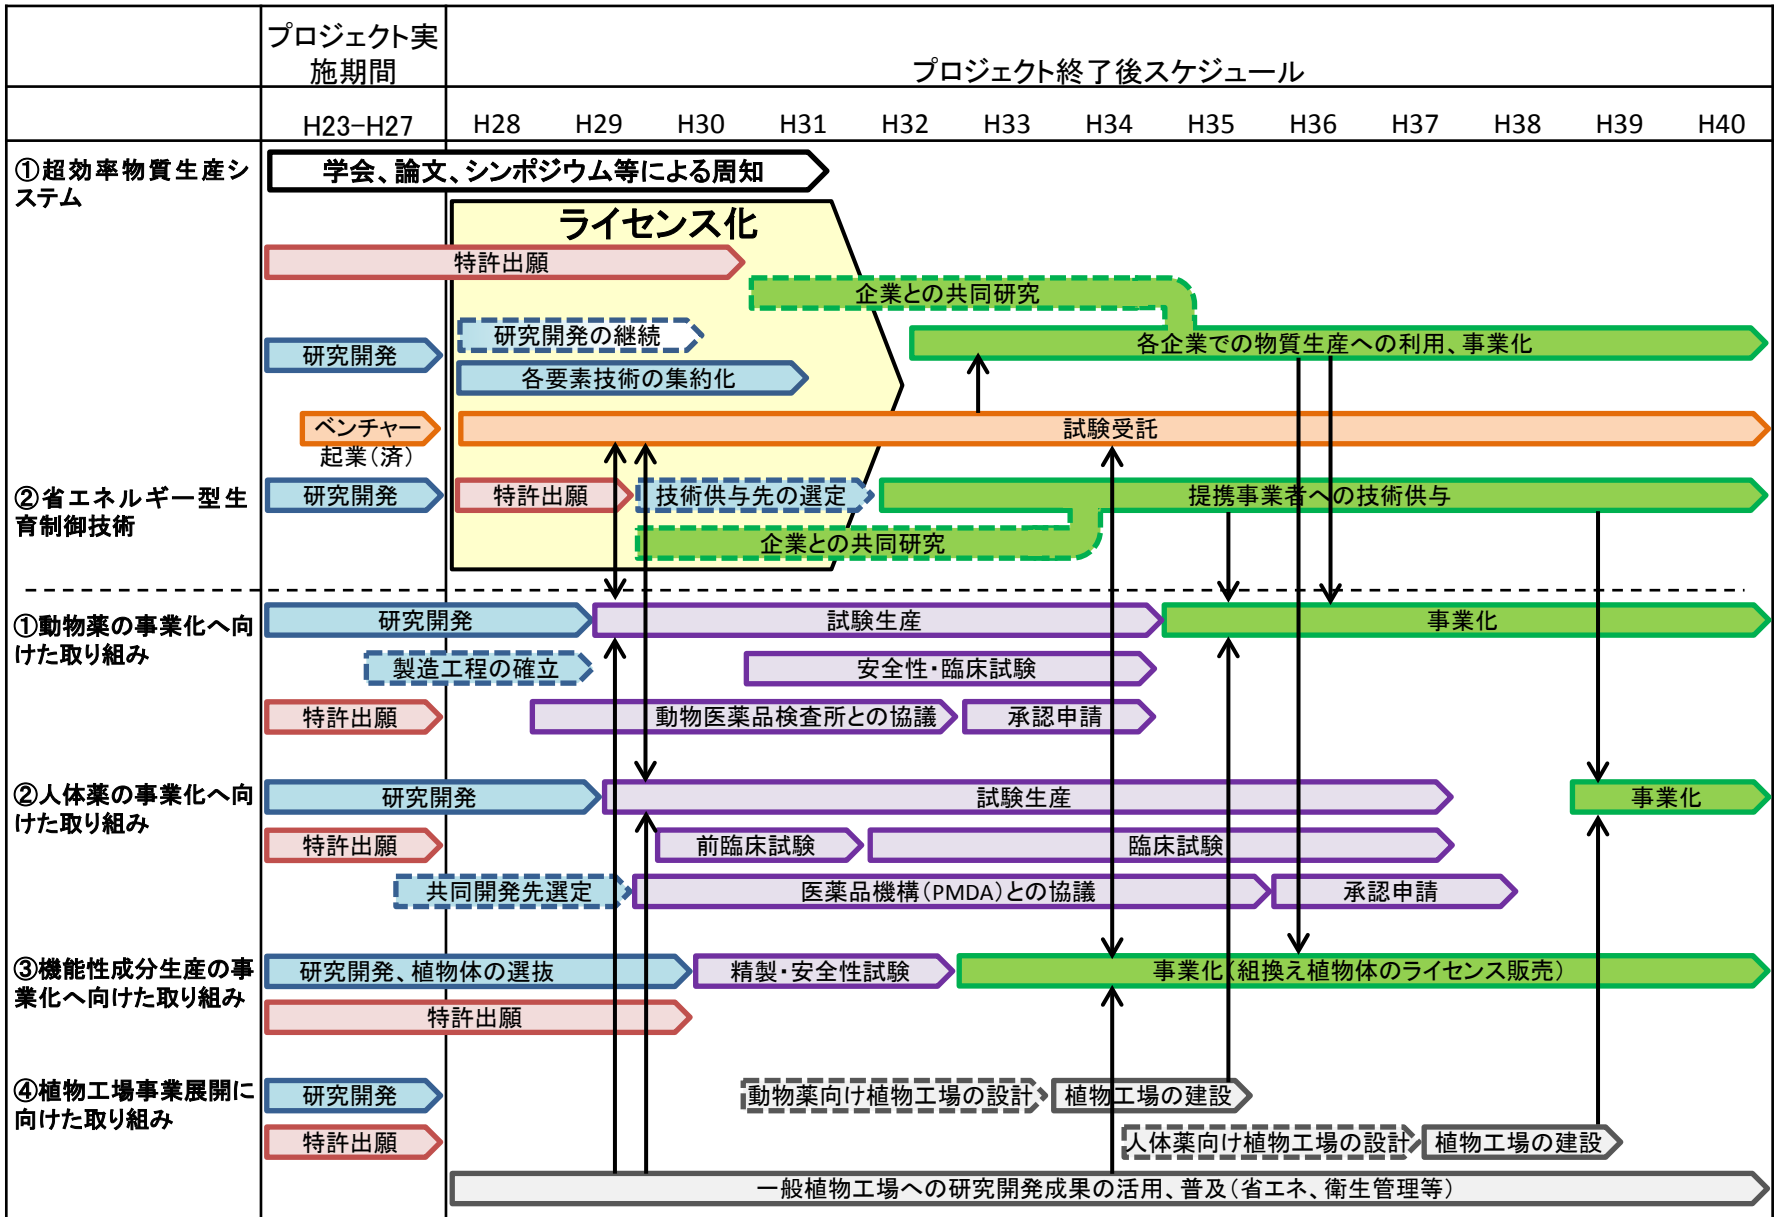 プロジェクト実
施期間
プロジェクト終了後スケジュール
H23-H27 H28 H29 H30 H31 H32 H33 H34 H35 H36 H37 H38 H39 H40
①超効率物質生産シ
ステム
学会、論文、シンポジウム等による周知
ライセンス化
特許出願
企業との共同研究
研究開発
研究開発の継続
各企業での物質生産への利用、事業化
各要素技術の集約化
ベンチャー
起業(済)
試験受託
②省エネルギー型生
育制御技術
研究開発
特許出願
技術供与先の選定
提携事業者への技術供与
企業との共同研究
①動物薬の事業化へ向
けた取り組み
研究開発
試験生産
事業化
製造工程の確立
安全性・臨床試験
特許出願
動物医薬品検査所との協議
承認申請
②人体薬の事業化へ向
けた取り組み
研究開発
試験生産
事業化
特許出願
前臨床試験
臨床試験
共同開発先選定
医薬品機構(PMDA)との協議
承認申請
③機能性成分生産の事
業化へ向けた取り組み
研究開発、植物体の選抜
精製・安全性試験
事業化(組換え植物体のライセンス販売)
特許出願
④植物工場事業展開に
向けた取り組み
研究開発
動物薬向け植物工場の設計
植物工場の建設
特許出願
人体薬向け植物工場の設計
植物工場の建設
一般植物工場への研究開発成果の活用、普及(省エネ、衛生管理等)